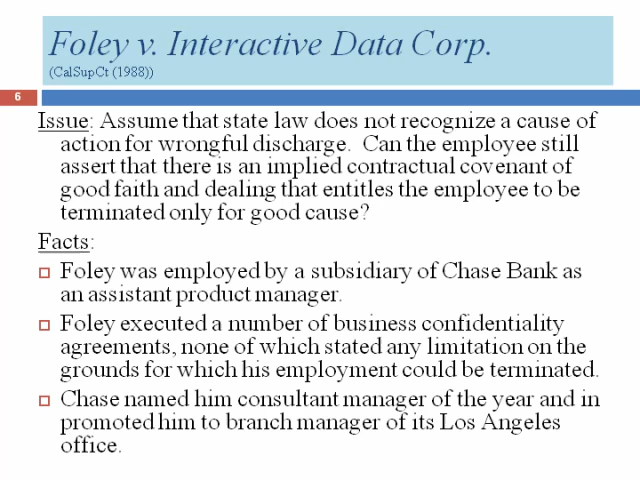 Foley v. Interactive Data Corp.
(CalSupCt (1988))
6
Issue: Assume that state law does not recognize a cause of
action for wrongful discharge. Can the employee still
assert that there is an implied contractual covenant of
good faith and dealing that entitles the employee to be
terminated only for good cause?
Facts:
Foley was employed by a subsidiary of Chase Bank as
an assistant product manager.
Foley executed a number of business confidentiality
agreements, none of which stated any limitation on the
grounds for which his employment could be terminated.
Chase named him consultant manager of the year and in
promoted him to branch manager of its Los Angeles
office.